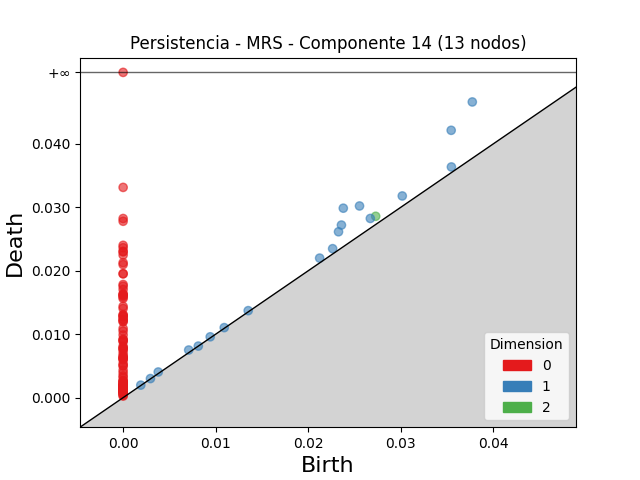 Persistencia - MRS - Componente 14 (13 nodos)
+∞
0.040
0.030
0.020
0.010
0.000
Death
0.00 0.01 0.02 0.03 0.04
Birth
Dimension
0
1
2